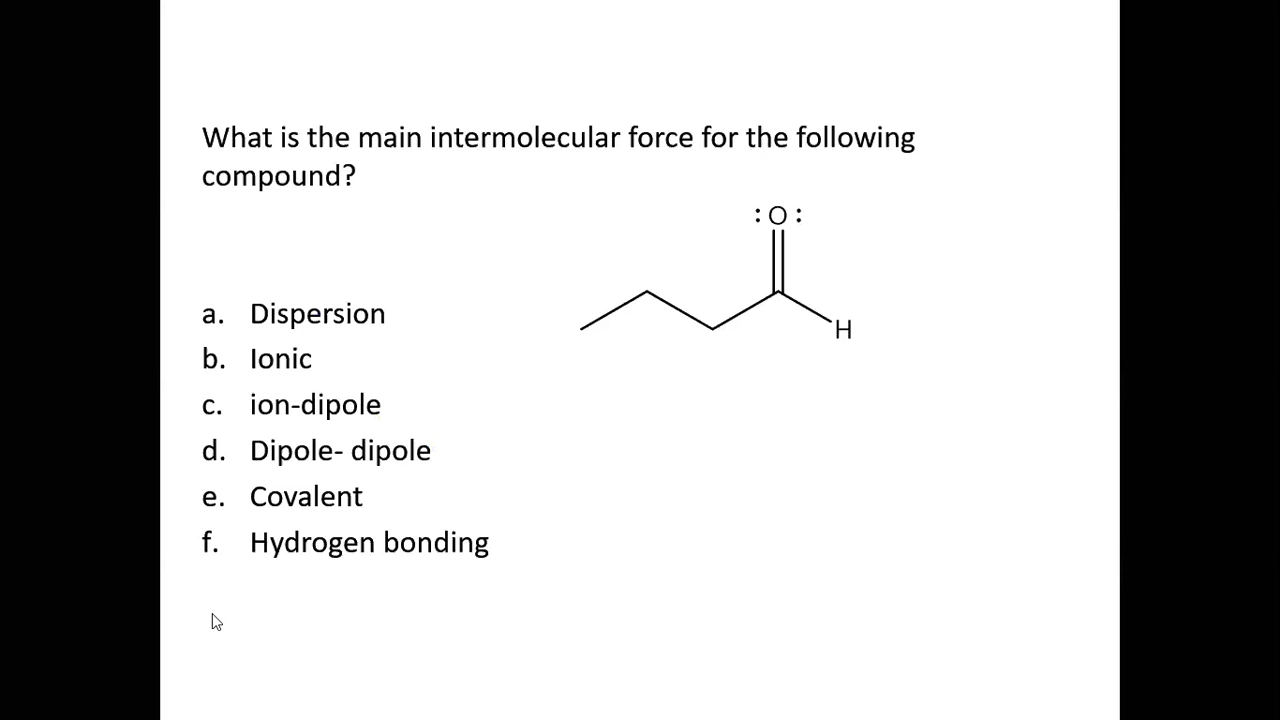 What is the main intermolecular force for the following
compound?
:O:
H
a. Dispersion
b. Ionic
c. ion-dipole
d. Dipole- dipole
e. Covalent
f. Hydrogen bonding